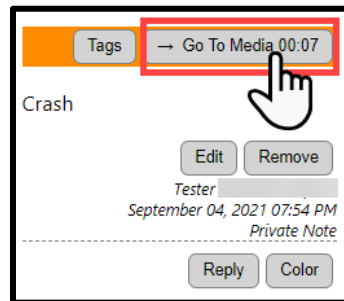 Tags → Go To Media 00:07
Crash
Edit Remove
Tester
September 04, 2021 07:54 PM
Private Note
Reply Color